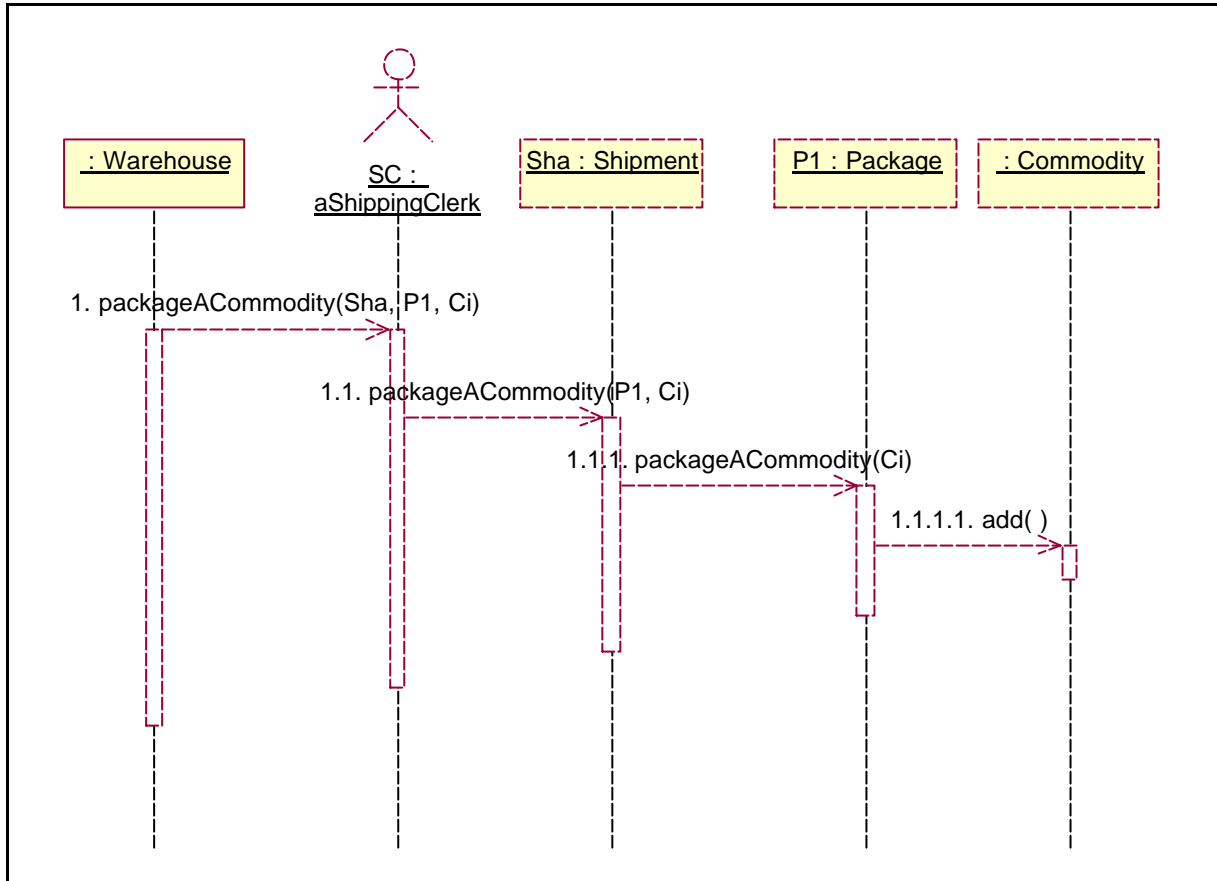 : Warehouse
SC :
aShippingClerk
Sha : Shipment
P1 : Package
: Commodity
1. packageACommodity(Sha, P1, Ci)
1.1. packageACommodity(P1, Ci)
1.1.1. packageACommodity(Ci)
1.1.1.1. add( )